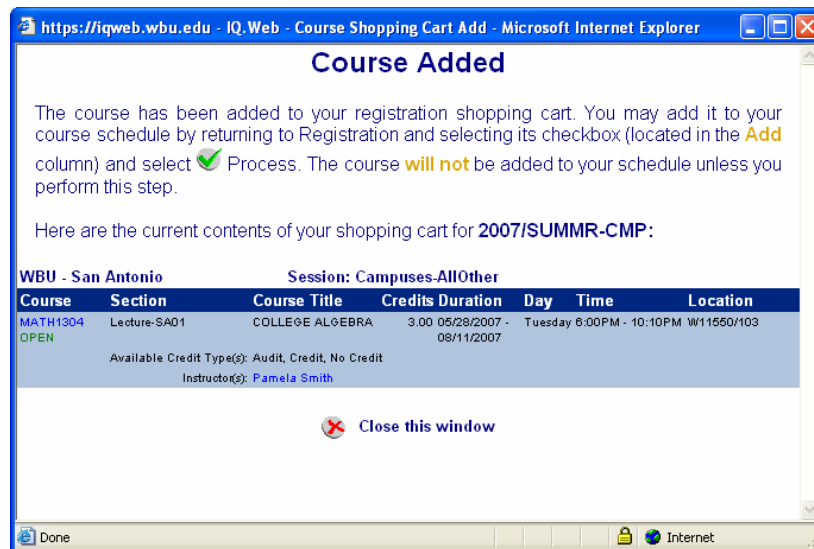 https://iqweb.wbu.edu - IQ.Web - Course Shopping Cart Add - Microsoft Internet Explorer
Course Added
The course has been added to your registration shopping cart. You may add it to your
course schedule by returning to Registration and selecting its checkbox (located in the Add
column) and select Process. The course will not be added to your schedule unless you
perform this step.
Here are the current contents of your shopping cart for 2007/SUMMR-CMP:
WBU - San Antonio Session: Campuses-AllOther
Course Section Course Title Credits Duration Day Time Location
MATH1304 Lecture-SA01 COLLEGE ALGEBRA 3.00 05/28/2007 - Tuesday 6:00PM - 10:10PM W11550/103
OPEN 08/11/2007
Available Credit Type(s): Audit, Credit, No Credit
Instructor(s): Pamela Smith
Close this window
Done Internet